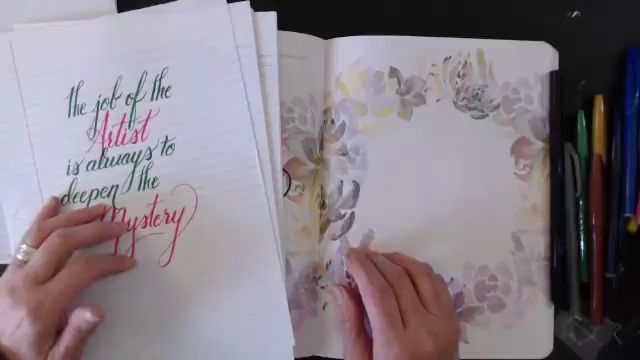 the job of the
Artist
is always to
deepen the
Mystery